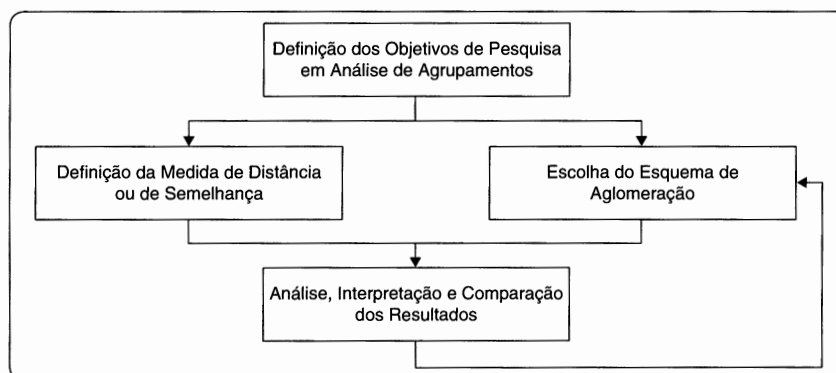 Definição dos Objetivos de Pesquisa
em Análise de Agrupamentos
Definição da Medida de Distância
ou de Semelhança
Escolha do Esquema de
Aglomeração
Análise, Interpretação e Comparação
dos Resultados